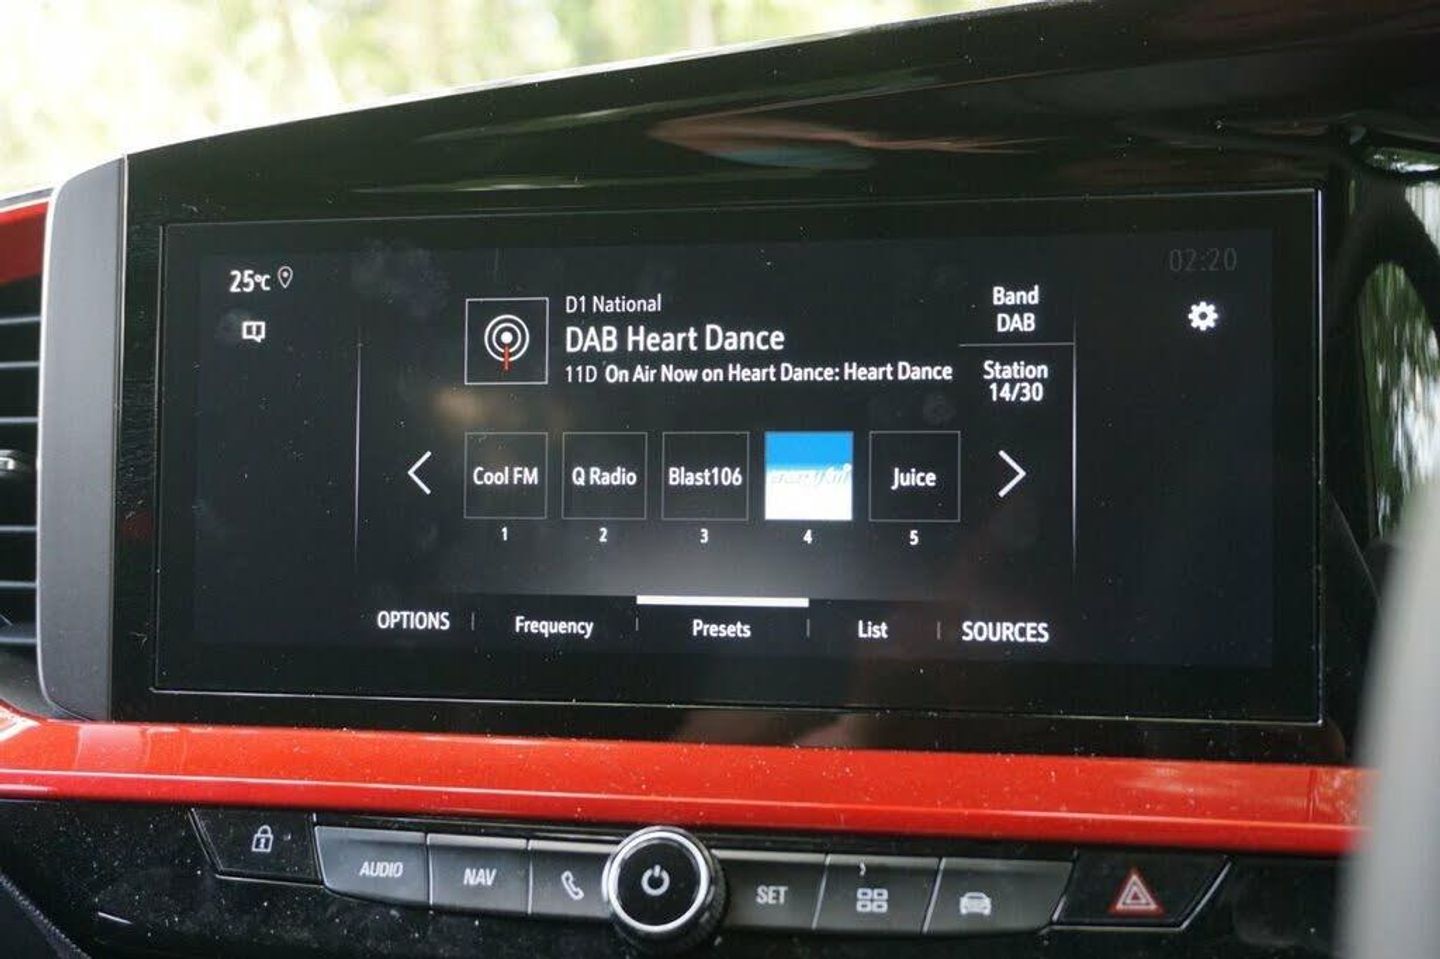 25°C
02:20
D1 National
DAB Heart Dance
11D On Air Now on Heart Dance: Heart Dance
Band
DAB
Station
14/30
Cool FM
Q Radio
Blast106
Juice
1
2
3
4
5
OPTIONS
Frequency
Presets
List
SOURCES
AUDIO
NAV
SET